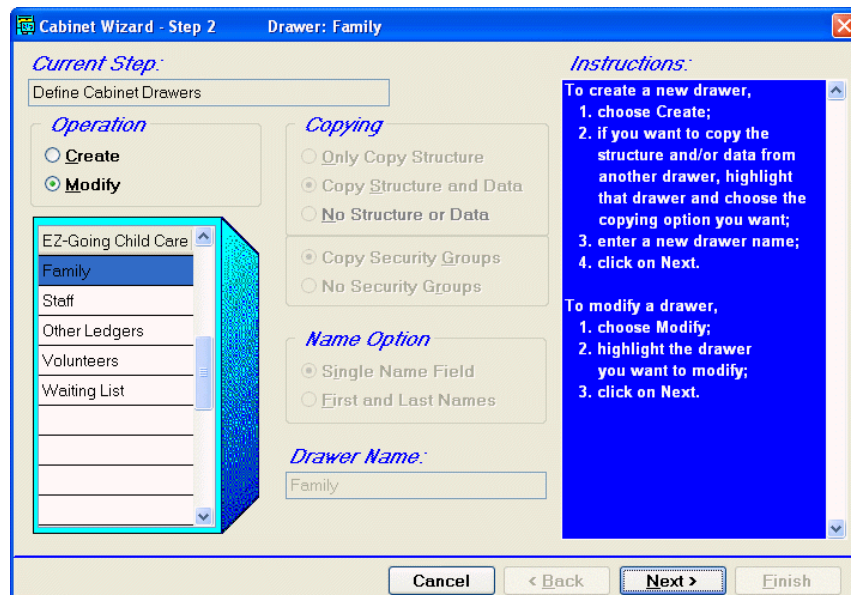 Cabinet Wizard - Step 2 Drawer: Family
Current Step:
Define Cabinet Drawers
Operation
Create
Modify
EZ-Going Child Care
Family
Staff
Other Ledgers
Volunteers
Waiting List
Copying
Only Copy Structure
Copy Structure and Data
No Structure or Data
Copy Security Groups
No Security Groups
Name Option
Single Name Field
First and Last Names
Drawer Name:
Family
Instructions:
To create a new drawer,
1. choose Create;
2. if you want to copy the
structure and/or data from
another drawer, highlight
that drawer and choose the
copying option you want;
3. enter a new drawer name;
4. click on Next.
To modify a drawer,
1. choose Modify;
2. highlight the drawer
you want to modify;
3. click on Next.
Cancel < Back Next > Finish